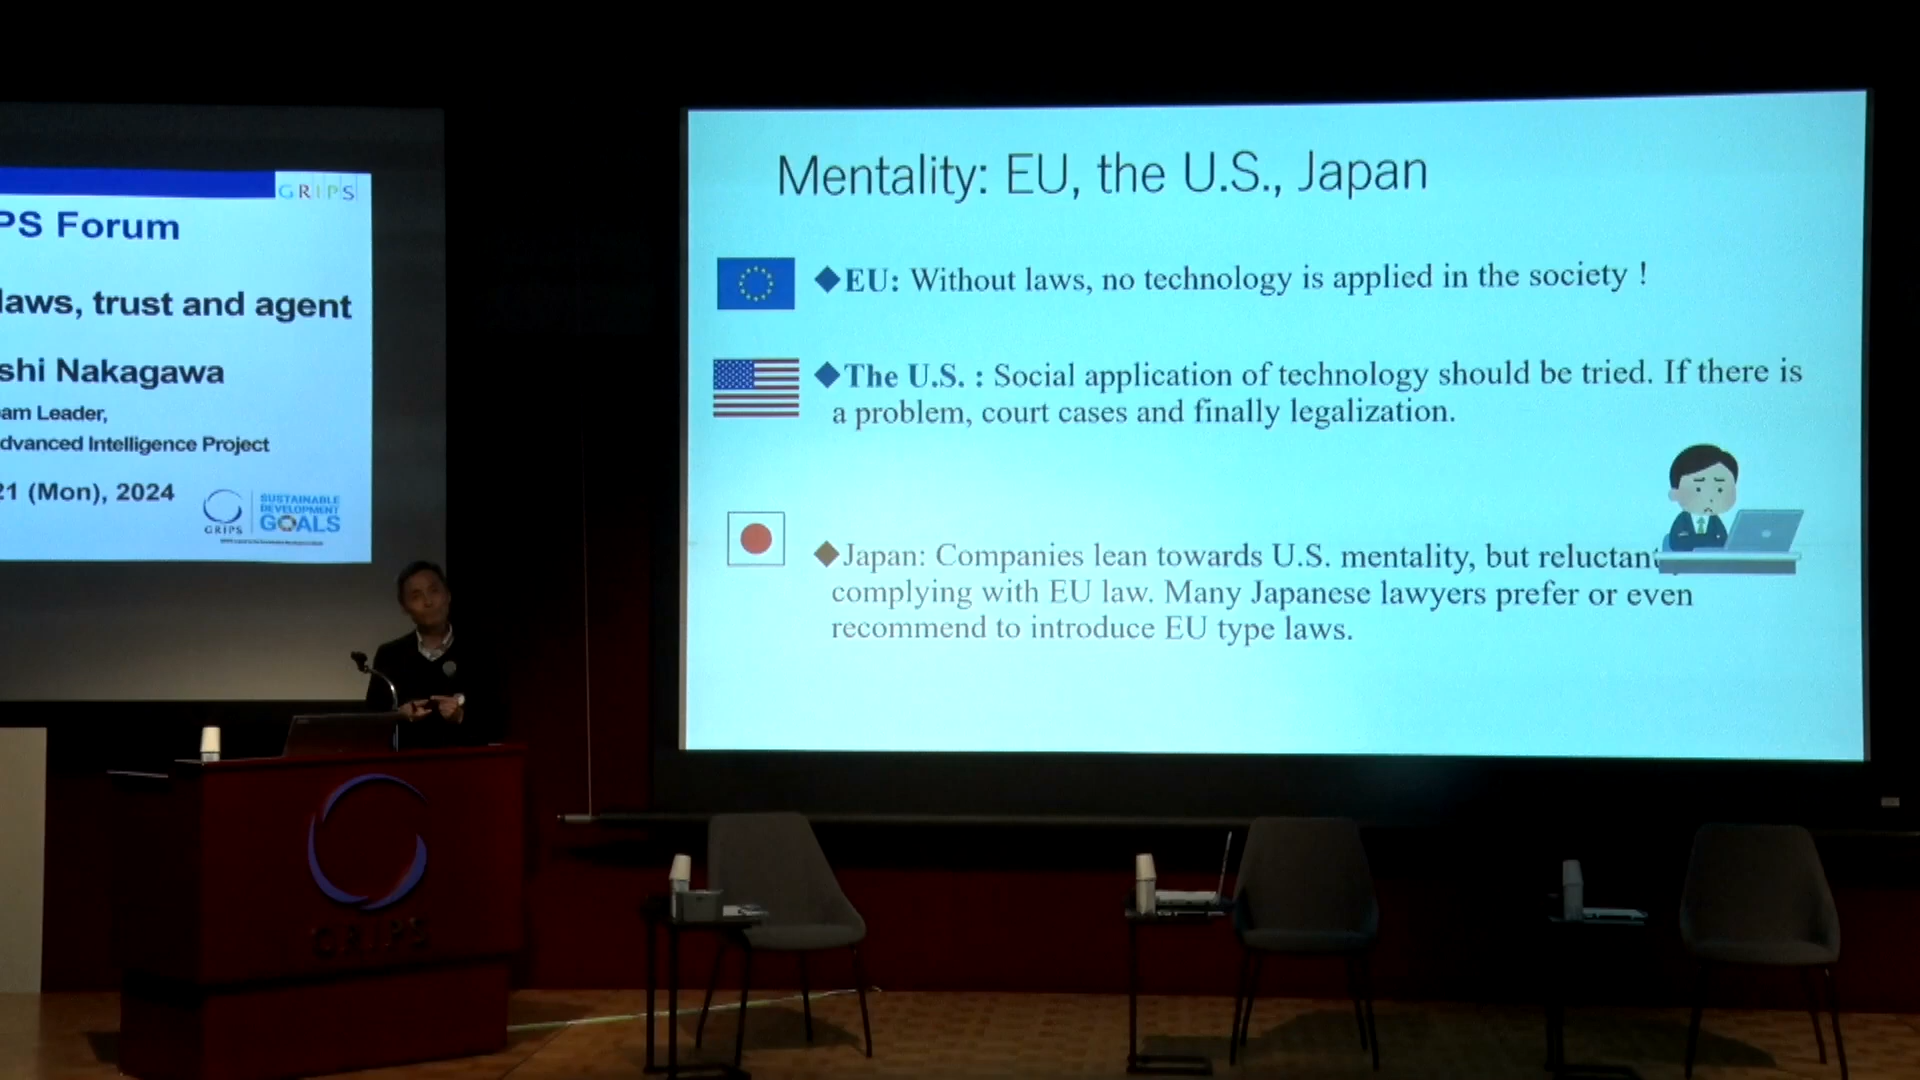 GRIPS
PS Forum
laws, trust and agent
shi Nakagawa
am Leader,
dvanced Intelligence Project
21 (Mon), 2024
GRIPS
SUSTAINABLE
DEVELOPMENT
GOALS
Mentality: EU, the U.S., Japan
◆EU: Without laws, no technology is applied in the society !
◆The U.S. : Social application of technology should be tried. If there is
a problem, court cases and finally legalization.
◆Japan: Companies lean towards U.S. mentality, but reluctant
complying with EU law. Many Japanese lawyers prefer or even
recommend to introduce EU type laws.
GRIPS